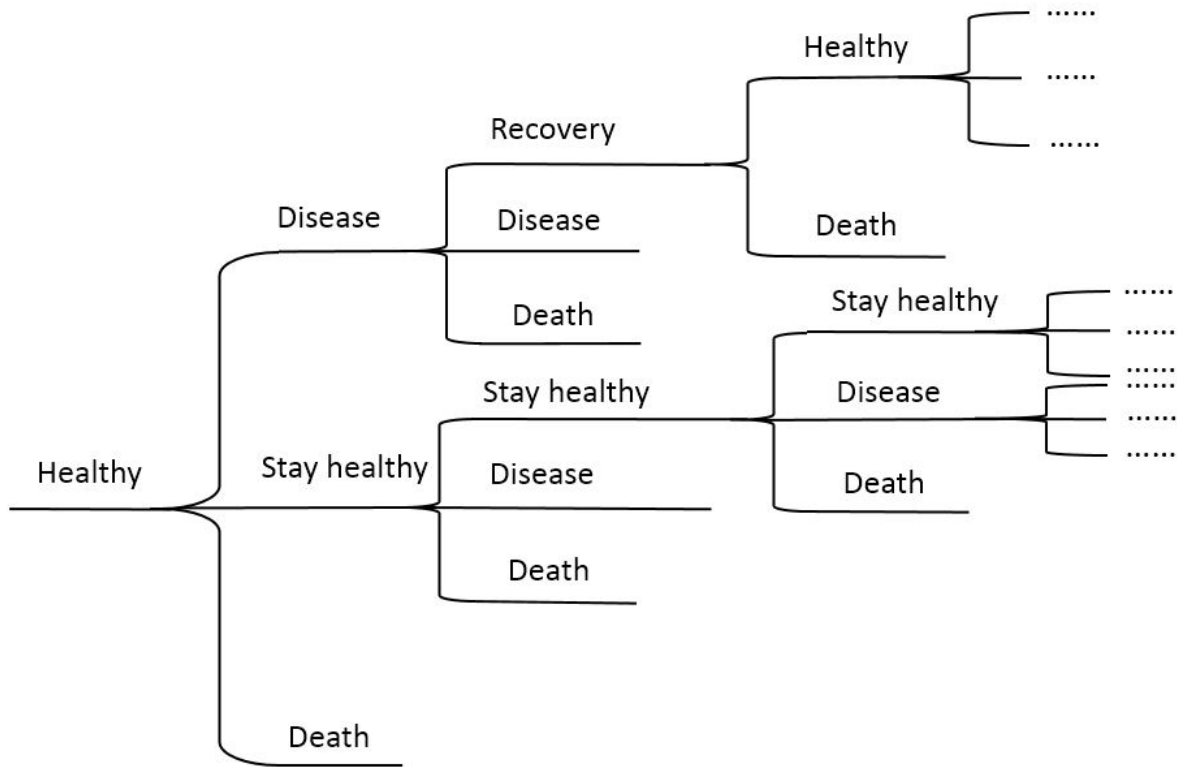 Healthy
Disease
Recovery
Healthy
......
......
......
Death
Disease
Death
Stay healthy
Stay healthy
Stay healthy
......
......
......
Disease
......
......
......
Death
Disease
Death
Death